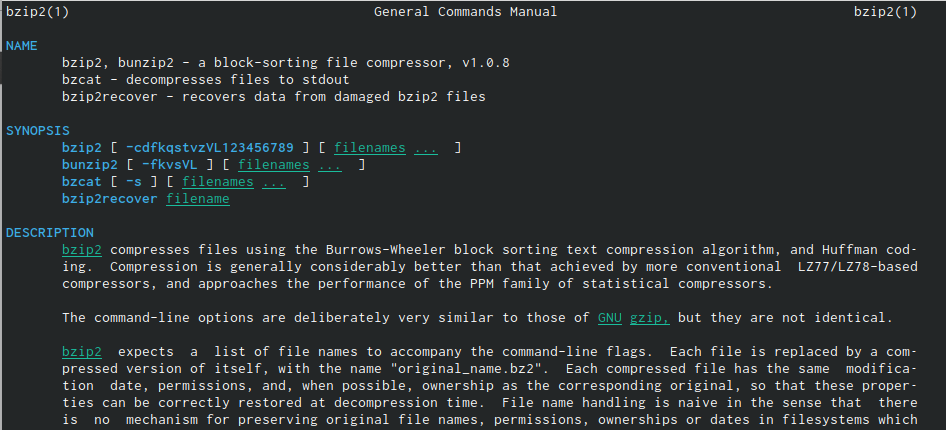 bzip2(1) General Commands Manual bzip2(1)
NAME
bzip2, bunzip2 - a block-sorting file compressor, v1.0.8
bzcat - decompresses files to stdout
bzip2recover - recovers data from damaged bzip2 files
SYNOPSIS
bzip2 [ -cdfkqstvzVL123456789 ] [ filenames ... ]
bunzip2 [ -fkvsVL ] [ filenames ... ]
bzcat [ -s ] [ filenames ... ]
bzip2recover filename
DESCRIPTION
bzip2 compresses files using the Burrows-Wheeler block sorting text compression algorithm, and Huffman cod-
ing. Compression is generally considerably better than that achieved by more conventional LZ77/LZ78-based
compressors, and approaches the performance of the PPM family of statistical compressors.
The command-line options are deliberately very similar to those of GNU gzip, but they are not identical.
bzip2 expects a list of file names to accompany the command-line flags. Each file is replaced by a com-
pressed version of itself, with the name "original_name.bz2". Each compressed file has the same modifica-
tion date, permissions, and, when possible, ownership as the corresponding original, so that these proper-
ties can be correctly restored at decompression time. File name handling is naive in the sense that there
is no mechanism for preserving original file names, permissions, ownerships or dates in filesystems which